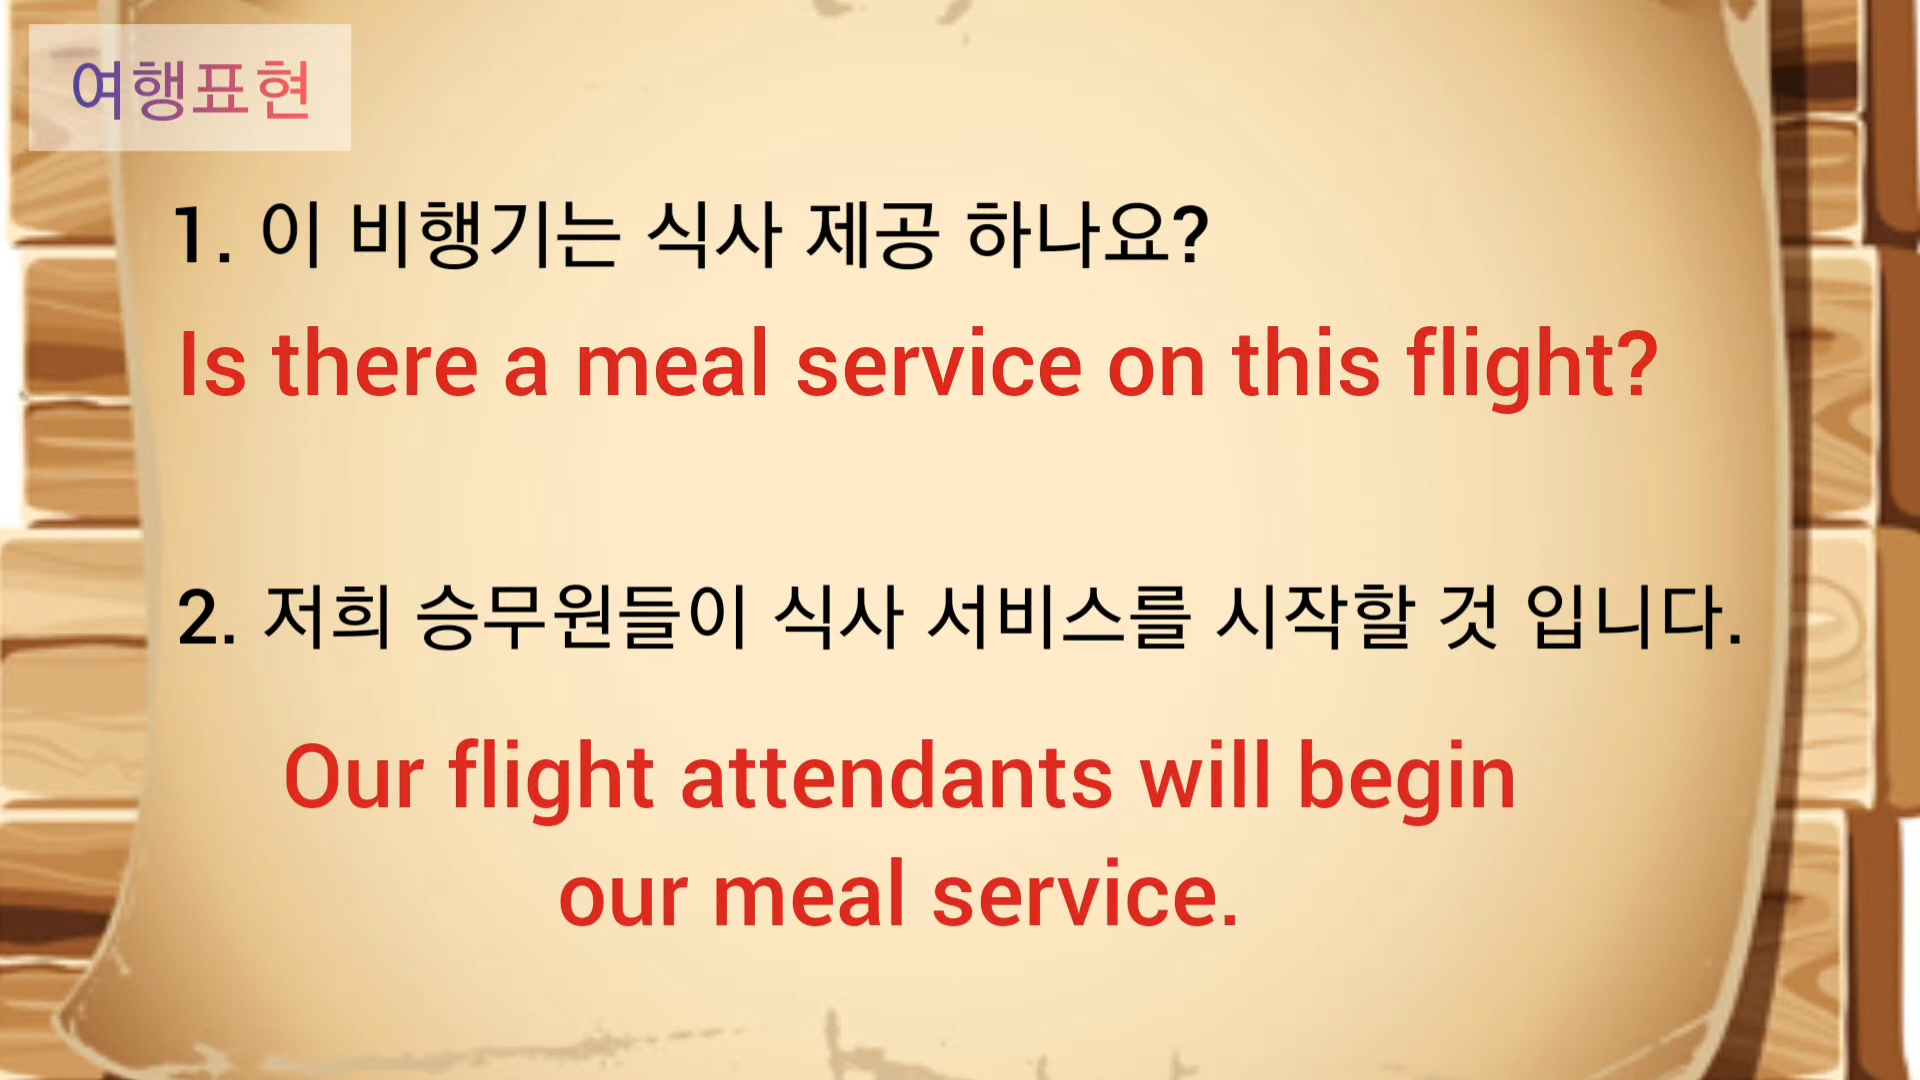 여행표현
1. 이 비행기는 식사 제공 하나요?
Is there a meal service on this flight?
2. 저희 승무원들이 식사 서비스를 시작할 것 입니다.
Our flight attendants will begin
our meal service.